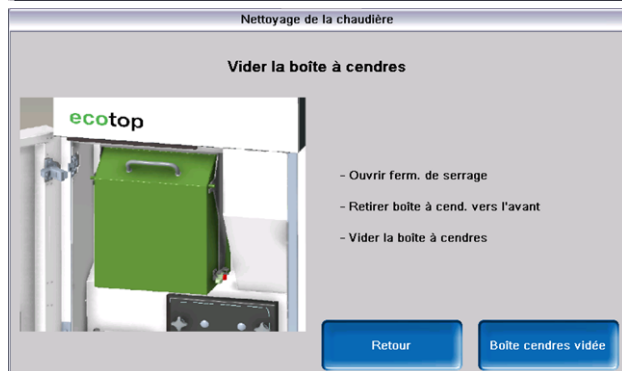 Nettoyage de la chaudière
Vider la boîte à cendres
ecotop
- Ouvrir ferm. de serrage
- Retirer boîte à cend. vers l'avant
- Vider la boîte à cendres
Retour
Boîte cendres vidée